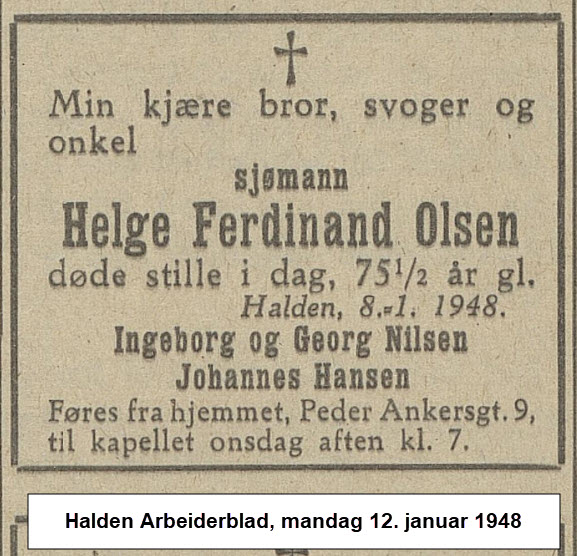 Min kjære bror, svoger og
onkel
sjømann
Helge Ferdinand Olsen
døde stille i dag, 75½ år gl.
Halden, 8.-1. 1948.
Ingeborg og Georg Nilsen
Johannes Hansen
Føres fra hjemmet, Peder Ankersgt. 9,
til kapellet onsdag aften kl. 7.
Halden Arbeiderblad, mandag 12. januar 1948